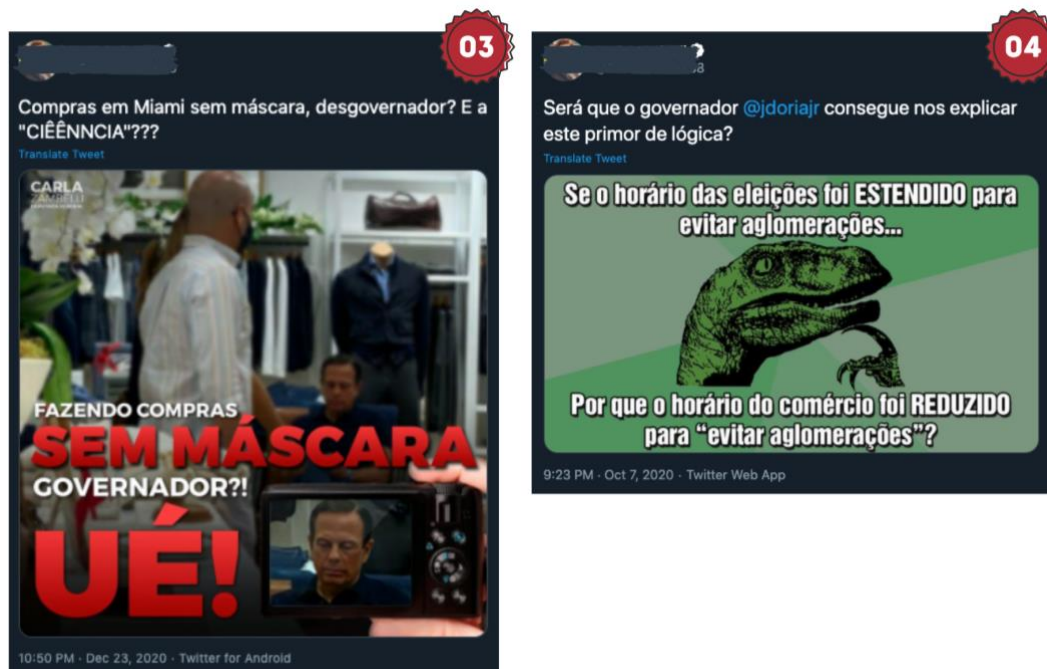 03
Compras em Miami sem máscara, desgovernador? E a
"CIÊÊNNCIA"???
Translate Tweet
CARLA
ZAMBELLI
FAZENDO COMPRAS
SEM MÁSCARA
GOVERNADOR?!
UÉ!
10:50 PM · Dec 23, 2020 · Twitter for Android
04
Será que o governador @jdoriajr consegue nos explicar
este primor de lógica?
Translate Tweet
Se o horário das eleições foi ESTENDIDO para
evitar aglomerações...
Por que o horário do comércio foi REDUZIDO
para “evitar aglomerações”?
9:23 PM · Oct 7, 2020 · Twitter Web App